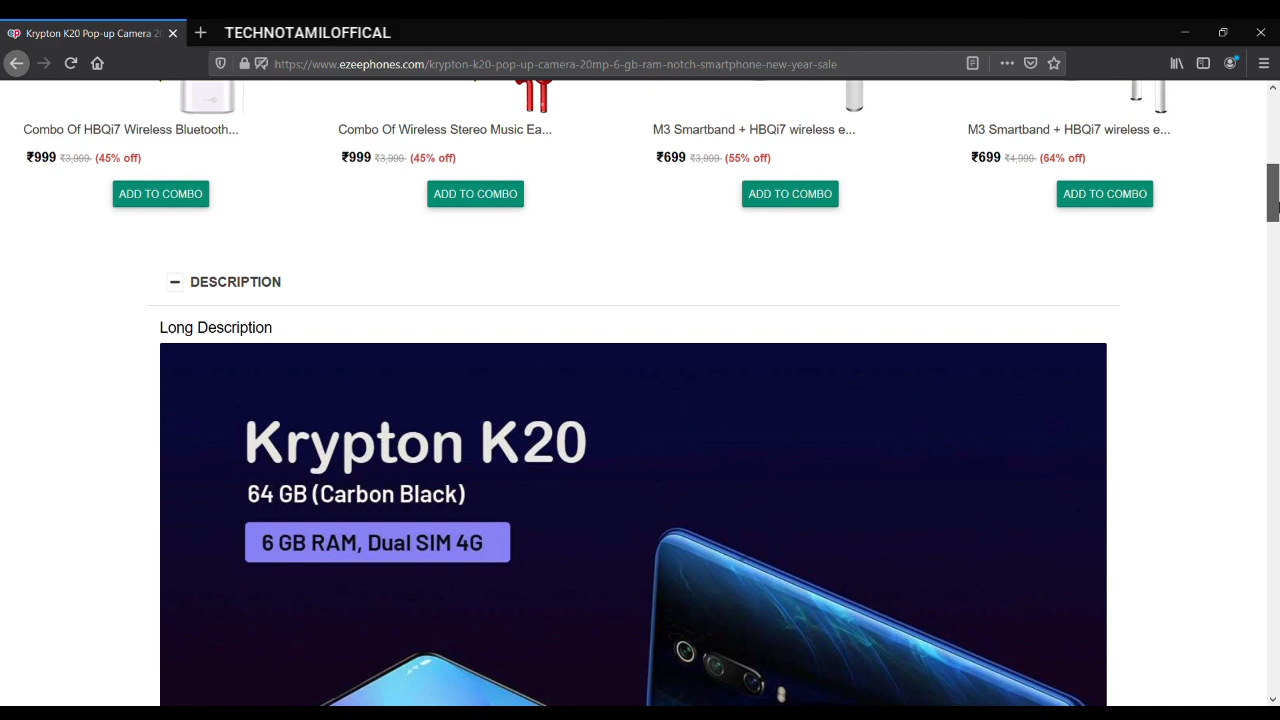 Krypton K20 Pop-up Camera 20
TECHNOTAMILOFFICAL
https://www.ezeephones.com/krypton-k20-pop-up-camera-20mp-6-gb-ram-notch-smartphone-new-year-sale
Combo Of HBQi7 Wireless Bluetooth... Combo Of Wireless Stereo Music Ea... M3 Smartband + HBQi7 wireless e... M3 Smartband + HBQi7 wireless e...
₹999 ₹3,999 (45% off) ₹999 ₹3,999 (45% off) ₹699 ₹3,999 (55% off) ₹699 ₹4,999 (64% off)
ADD TO COMBO ADD TO COMBO ADD TO COMBO ADD TO COMBO
DESCRIPTION
Long Description
Krypton K20
64 GB (Carbon Black)
6 GB RAM, Dual SIM 4G